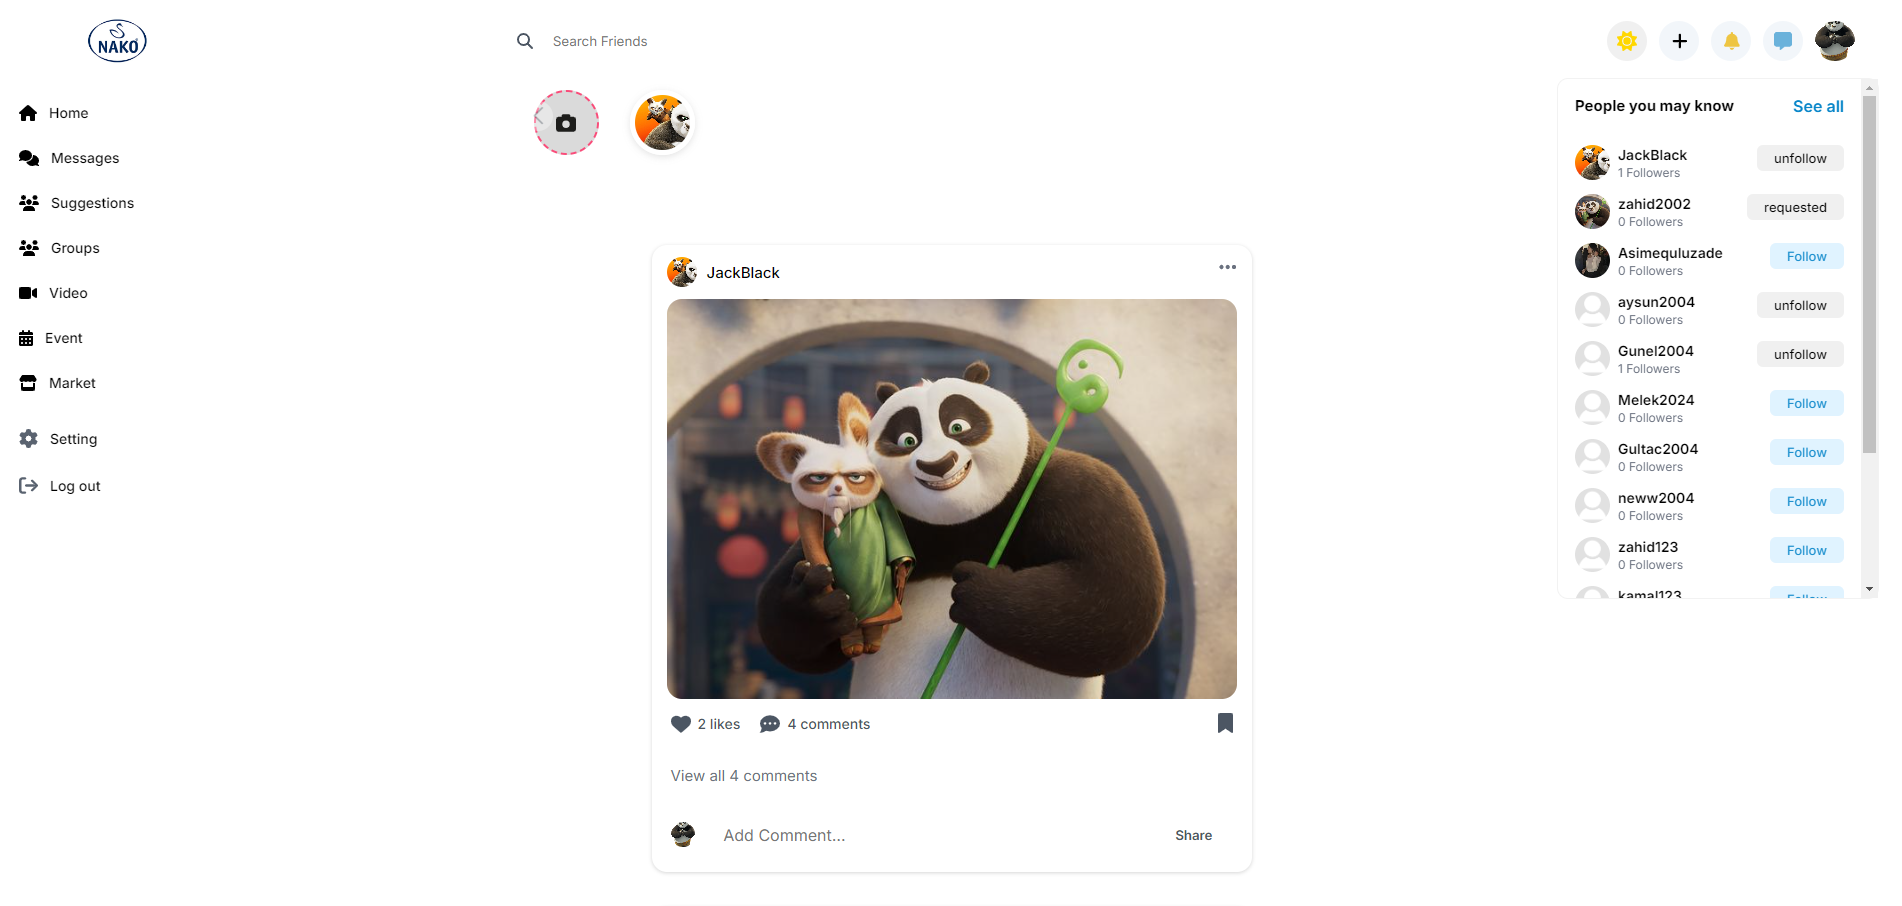 NAKO
Search Friends
Home
Messages
Suggestions
Groups
Video
Event
Market
Setting
Log out
JackBlack
2 likes
4 comments
View all 4 comments
Add Comment...
Share
People you may know
See all
JackBlack
1 Followers
unfollow
zahid2002
0 Followers
requested
Asimequluzade
0 Followers
Follow
aysun2004
0 Followers
unfollow
Gunel2004
1 Followers
unfollow
Melek2024
0 Followers
Follow
Gultac2004
0 Followers
Follow
neww2004
0 Followers
Follow
zahid123
0 Followers
Follow
kamal123
Follow